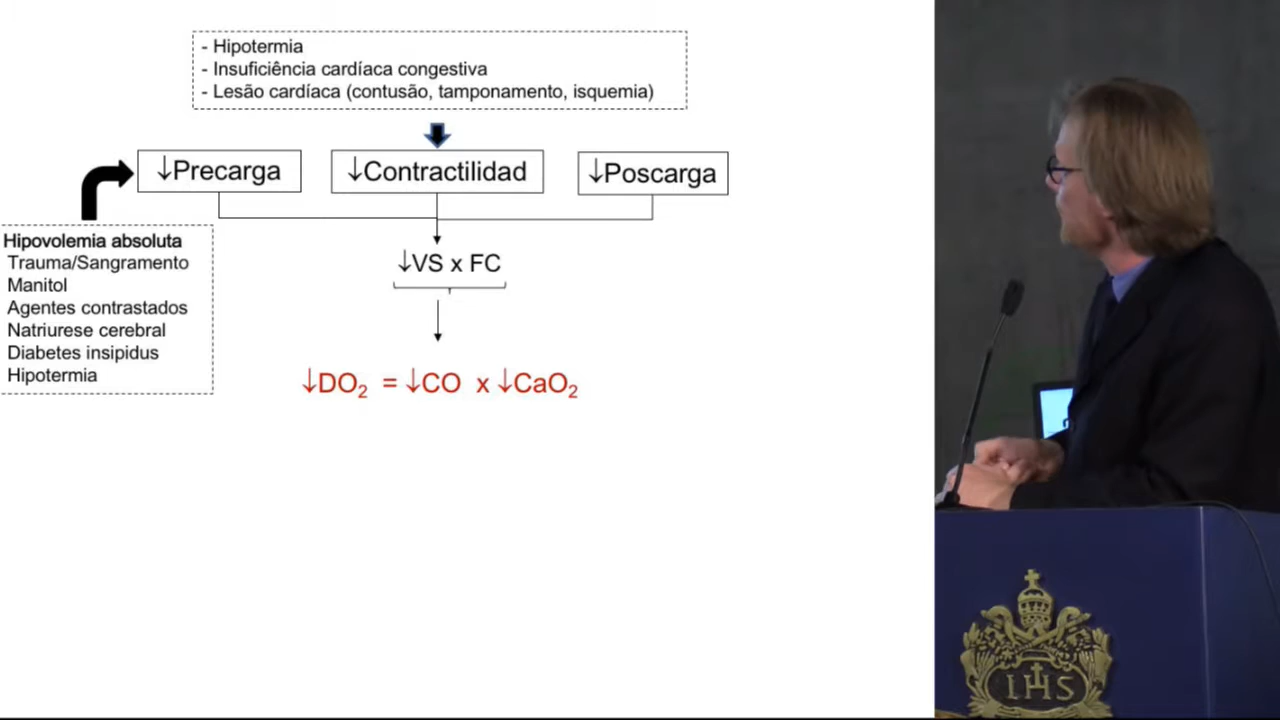 - Hipotermia
- Insuficiência cardíaca congestiva
- Lesão cardíaca (contusão, tamponamento, isquemia)
↓Precarga
↓Contractilidad
↓Poscarga
Hipovolemia absoluta
Trauma/Sangramento
Manitol
Agentes contrastados
Natriurese cerebral
Diabetes insipidus
Hipotermia
↓VS x FC
↓DO₂ = ↓CO x ↓CaO₂
IHS